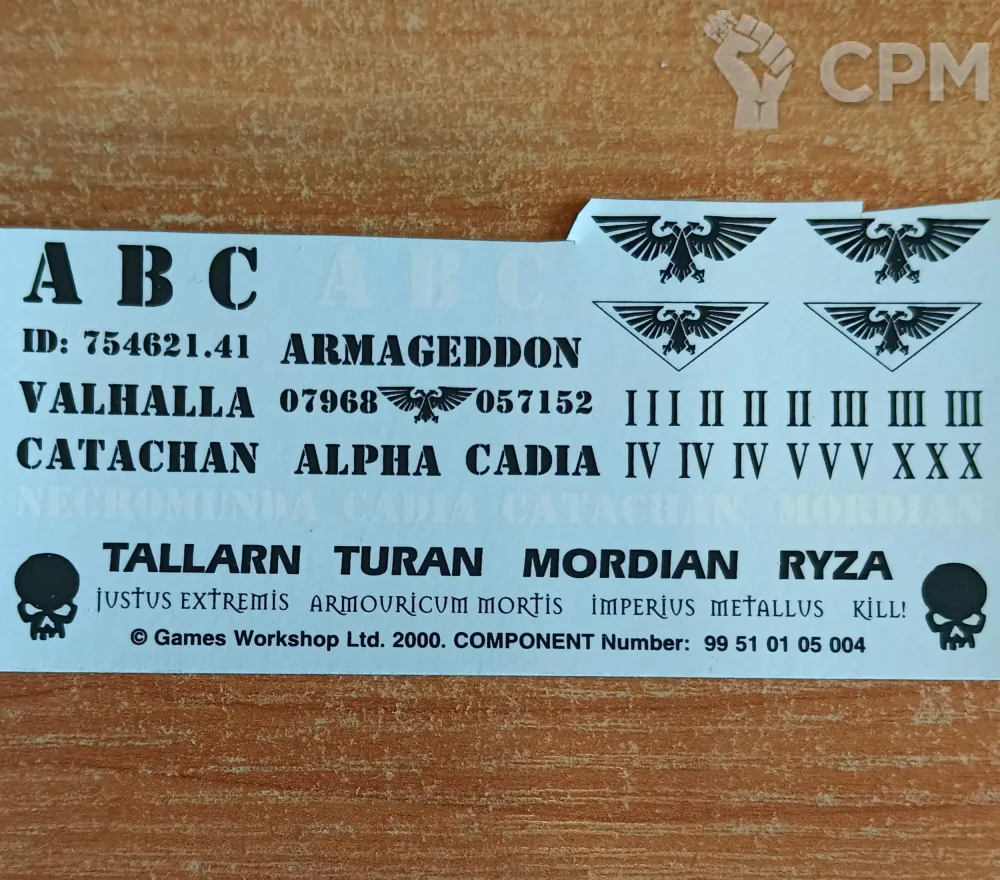 CPM
A B C A B C
ID: 754621.41 ARMAGEDDON
VALHALLA 07968 057152 III II II II III III III
CATACHAN ALPHA CADIA IV IV IV V V V X X X
NECROMUNDA CADIA CATACHAN MORDIAN
TALLARN TURAN MORDIAN RYZA
JUSTUS EXTREMIS ARMOURICUM MORTIS IMPERIUS METALLUS KILL!
© Games Workshop Ltd. 2000. COMPONENT Number: 99 51 01 05 004